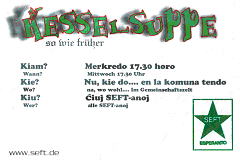 KESSELSUPPE
so wie früher
Kiam? Merkredo 17.30 horo
Wann? Mittwoch 17.30 Uhr
Kie? Nu, kie do.... en la komuna tendo
Wo? na, wo wohl.... im Gemeinschaftszelt
Kiu? Ĉiuj SEFT-anoj
Wer? alle SEFT-anoj
SEFT
ESPERANTO
www.seft.de